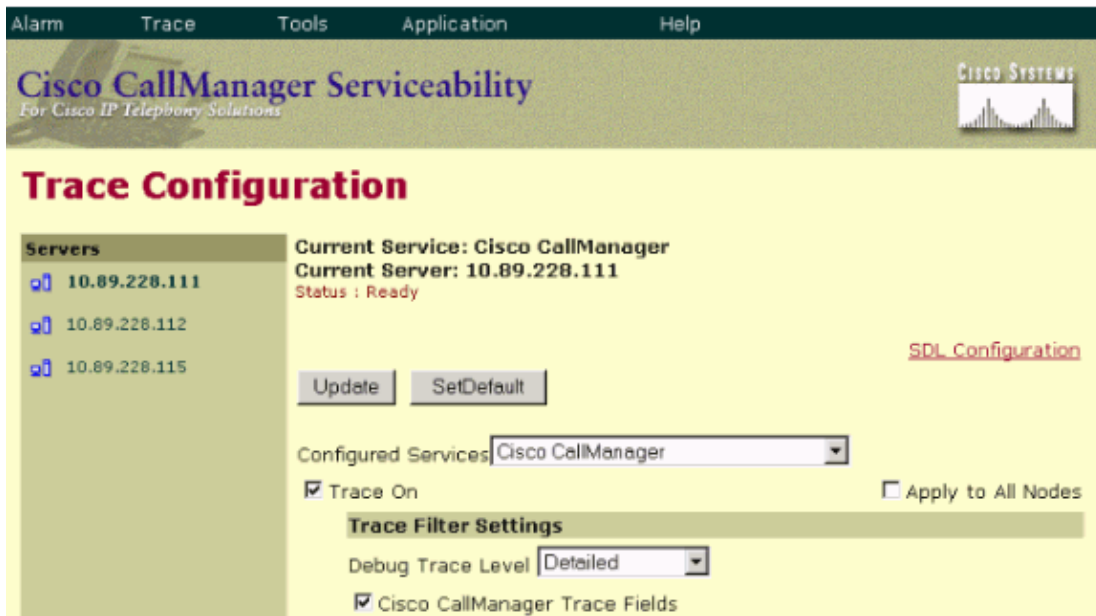 Alarm Trace Tools Application Help
Cisco CallManager Serviceability
For Cisco IP Telephony Solutions
CISCO SYSTEMS
Trace Configuration
Servers
10.89.228.111
10.89.228.112
10.89.228.115
Current Service: Cisco CallManager
Current Server: 10.89.228.111
Status : Ready
SDL Configuration
Update SetDefault
Configured Services Cisco CallManager
Trace On Apply to All Nodes
Trace Filter Settings
Debug Trace Level Detailed
Cisco CallManager Trace Fields